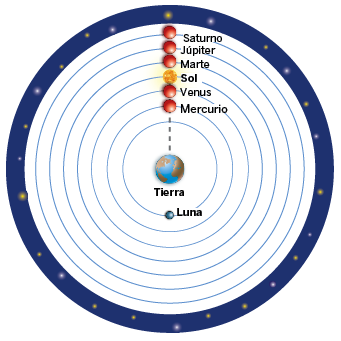 Saturno
Júpiter
Marte
Sol
Venus
Mercurio
Tierra
Luna